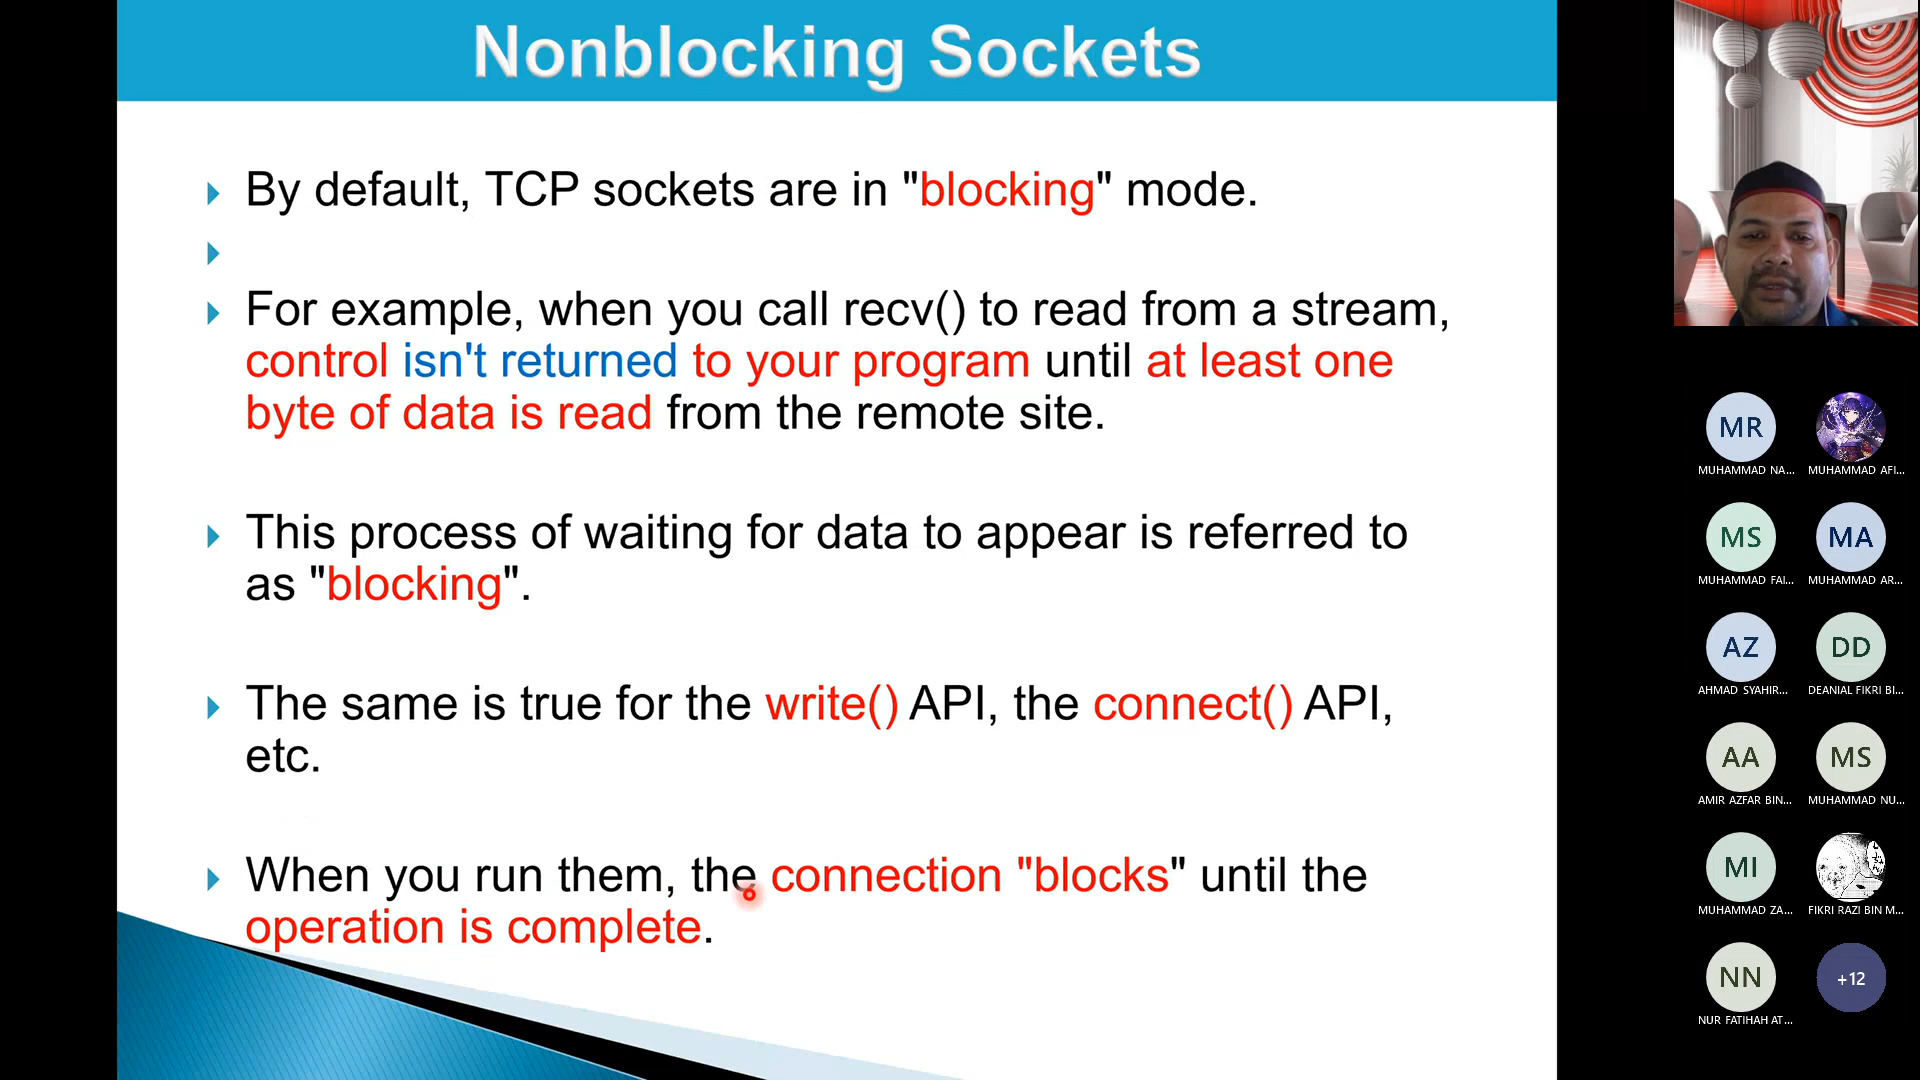 Nonblocking Sockets
By default, TCP sockets are in "blocking" mode.
For example, when you call recv() to read from a stream,
control isn't returned to your program until at least one
byte of data is read from the remote site.
This process of waiting for data to appear is referred to
as "blocking".
The same is true for the write() API, the connect() API,
etc.
When you run them, the connection "blocks" until the
operation is complete.
MR
MUHAMMAD NA...
MUHAMMAD AFI...
MS
MUHAMMAD FAI...
MA
MUHAMMAD AR...
AZ
AHMAD SYAHIR...
DD
DEANIAL FIKRI BI...
AA
AMIR AZFAR BIN...
MS
MUHAMMAD NU...
MI
MUHAMMAD ZA...
FIKRI RAZI BIN M...
NN
NUR FATIHAH AT...
+12